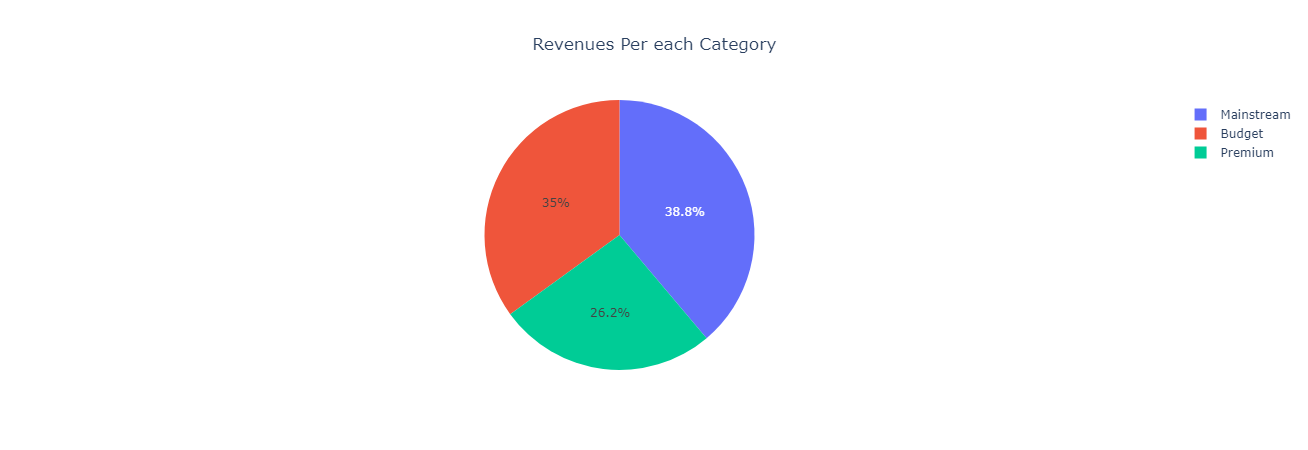 Revenues Per each Category
Mainstream
Budget
Premium
35%
38.8%
26.2%